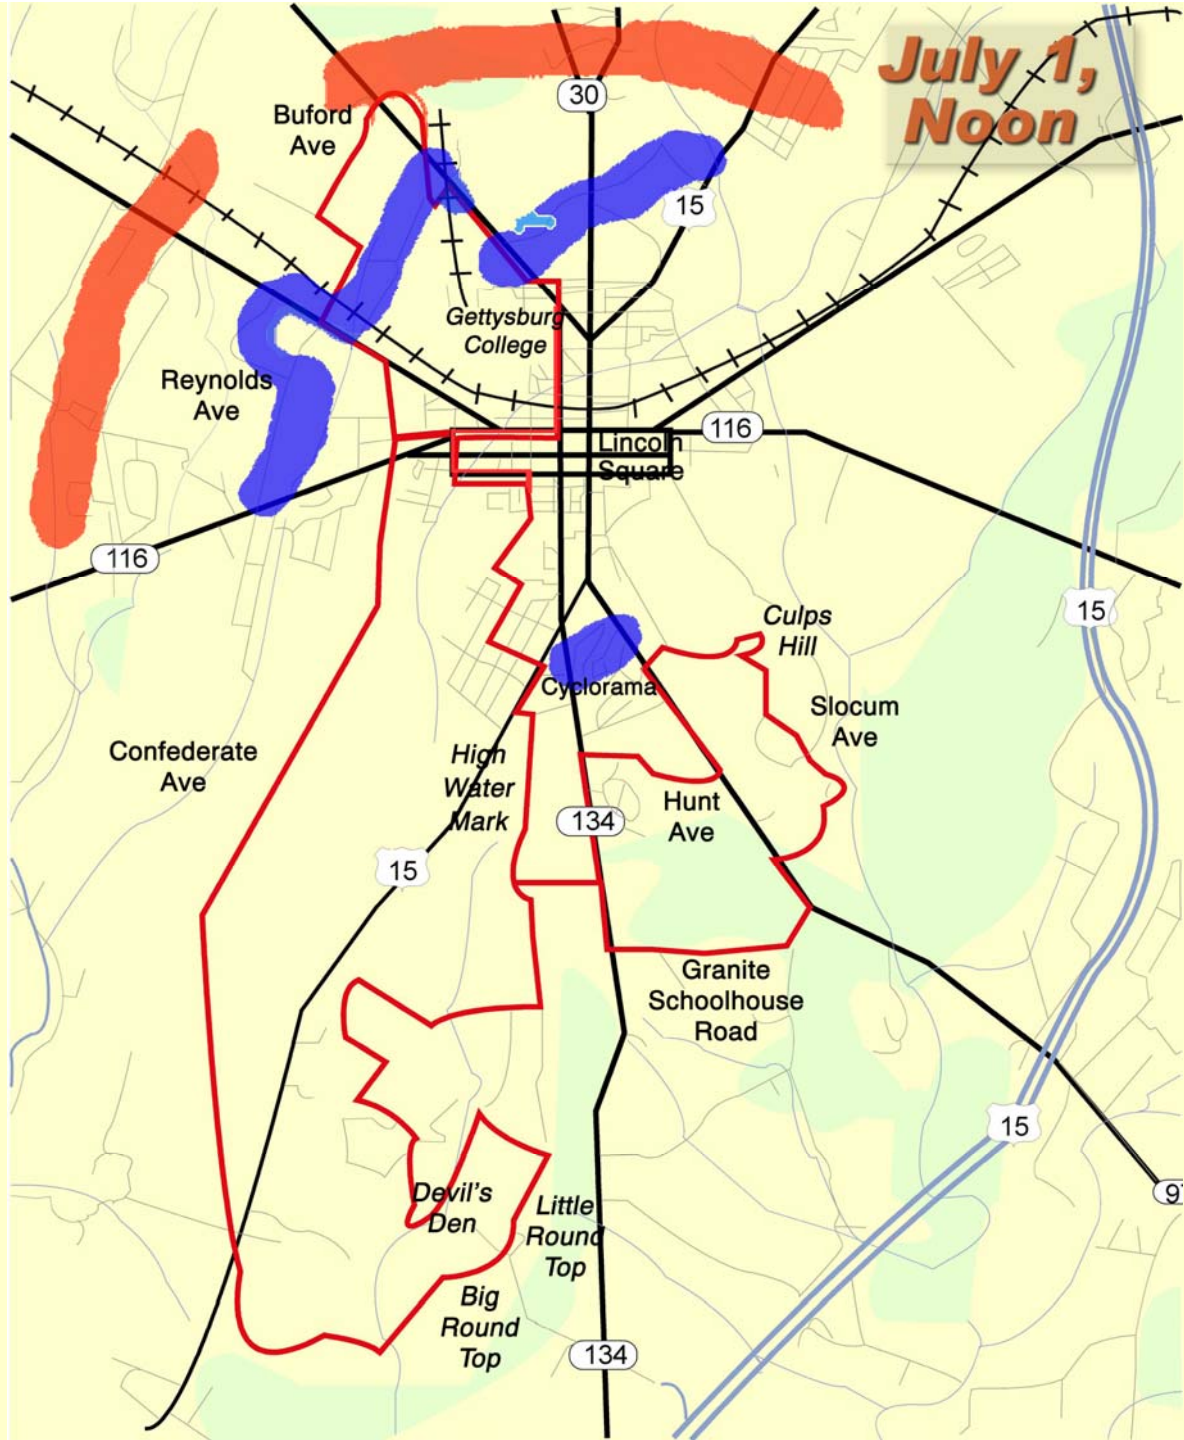 July 1,
Noon
Buford
Ave
30
15
Gettysburg
College
Reynolds
Ave
116
Lincoln
Square
116
15
Culps
Hill
Cyclorama
Slocum
Ave
Confederate
Ave
High
Water
Mark
Hunt
Ave
134
15
Granite
Schoolhouse
Road
15
97
Devil's
Den
Little
Round
Top
Big
Round
Top
134